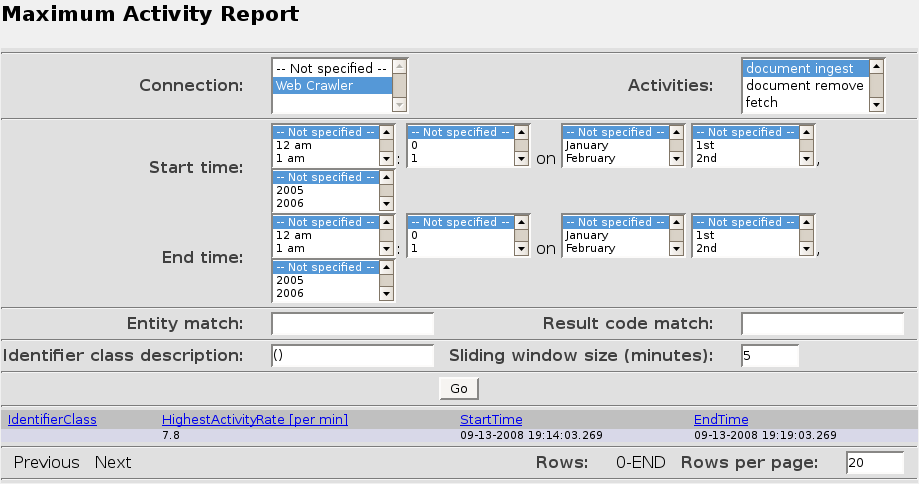 Maximum Activity Report
Connection: -- Not specified -- Web Crawler Activities: document ingest document remove fetch
Start time: -- Not specified -- 12 am 1 am : -- Not specified -- 0 1 on -- Not specified -- January February -- Not specified -- 1st 2nd ,
-- Not specified -- 2005 2006
End time: -- Not specified -- 12 am 1 am : -- Not specified -- 0 1 on -- Not specified -- January February -- Not specified -- 1st 2nd ,
-- Not specified -- 2005 2006
Entity match: Result code match:
Identifier class description: () Sliding window size (minutes): 5
Go
IdentifierClass HighestActivityRate [per min] StartTime EndTime
7.8 09-13-2008 19:14:03.269 09-13-2008 19:19:03.269
Previous Next Rows: 0-END Rows per page: 20